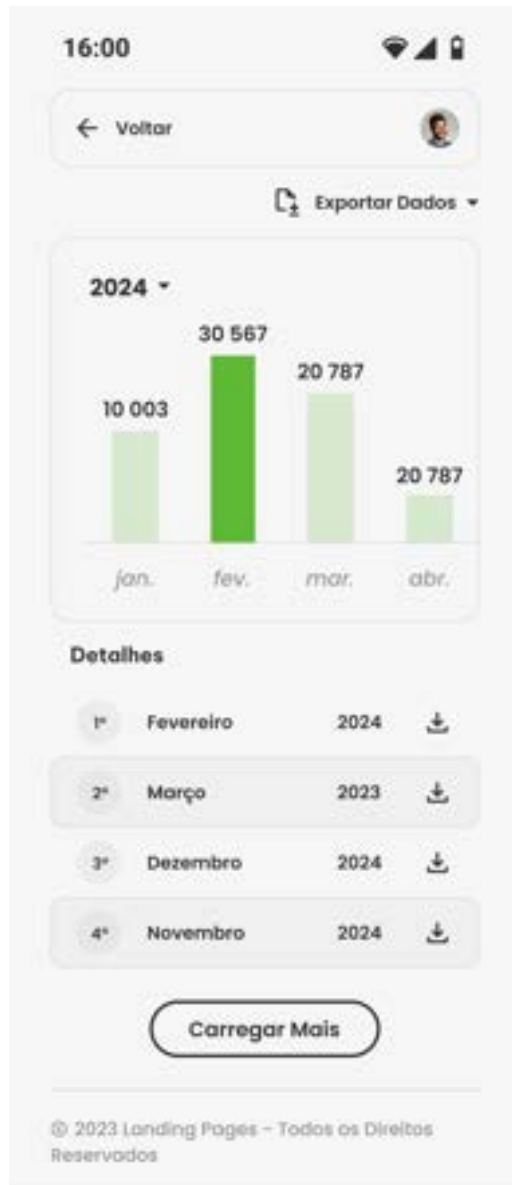 16:00
Voltar
Exportar Dados
2024
30 567
20 787
10 003
20 787
jan. fev. mar. abr.
Detalhes
1º Fevereiro 2024
2º Março 2023
3º Dezembro 2024
4º Novembro 2024
Carregar Mais
© 2023 Landing Pages - Todos os Direitos
Reservados